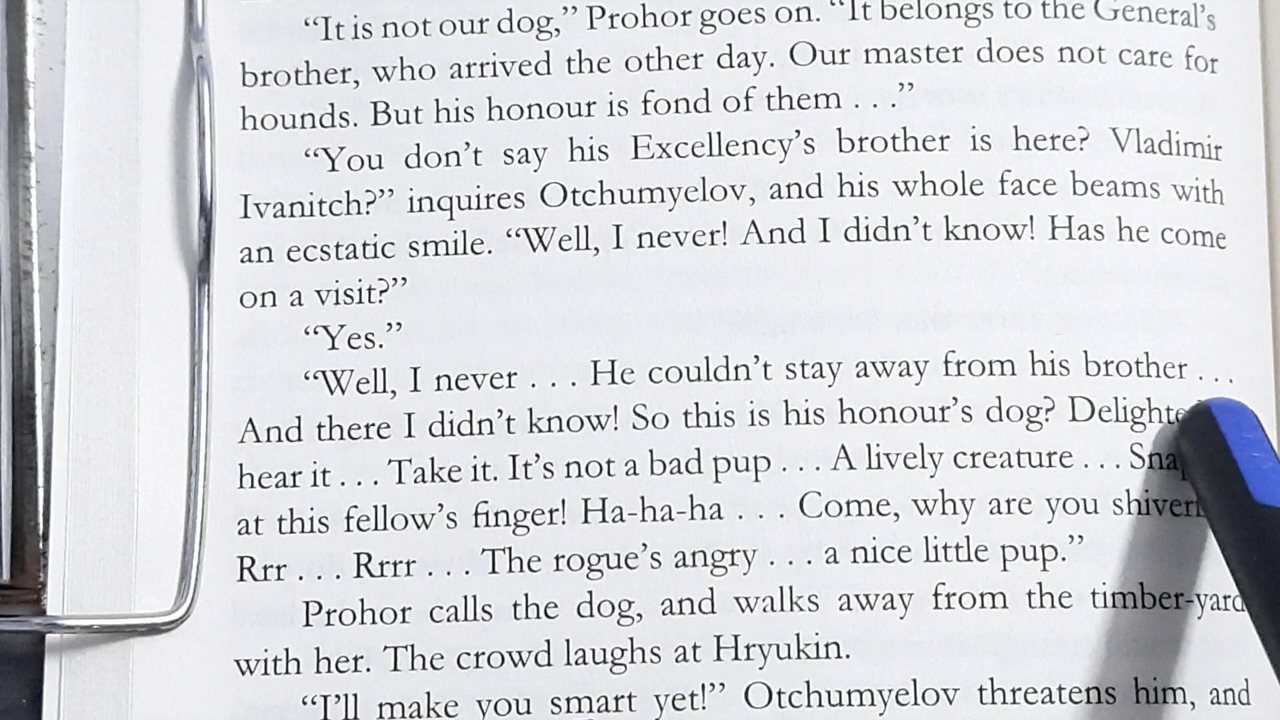 “It is not our dog,” Prohor goes on. “It belongs to the General’s
brother, who arrived the other day. Our master does not care for
hounds. But his honour is fond of them . . .”
“You don’t say his Excellency’s brother is here? Vladimir
Ivanitch?” inquires Otchumyelov, and his whole face beams with
an ecstatic smile. “Well, I never! And I didn’t know! Has he come
on a visit?”
“Yes.”
“Well, I never . . . He couldn’t stay away from his brother . . .
And there I didn’t know! So this is his honour’s dog? 
hear it . . . Take it. It’s not a bad pup . . . A lively creature . . .
at this fellow’s finger! Ha-ha-ha . . . Come, why are you
Rrr . . . Rrrr . . . The rogue’s angry . . . a nice little pup.”
Prohor calls the dog, and walks away from the timber-yard
with her. The crowd laughs at Hryukin.
“I’ll make you smart yet!” Otchumyelov threatens him, and